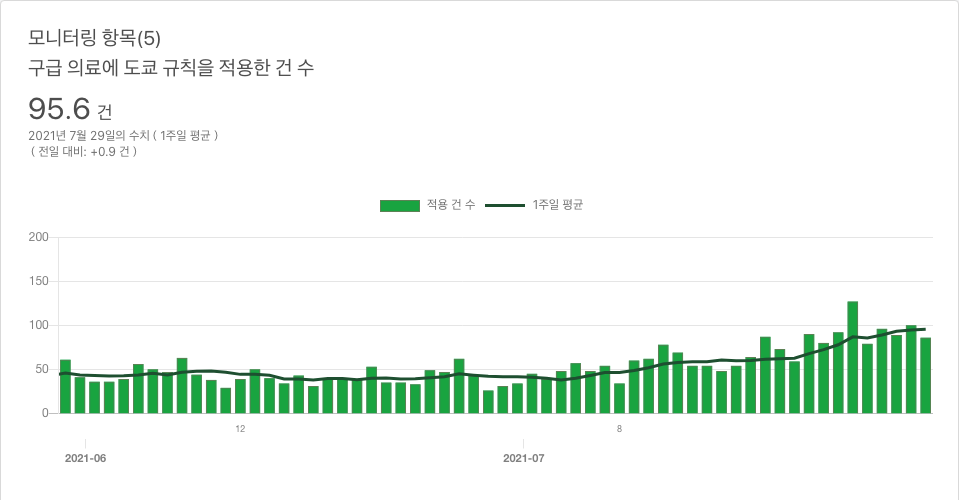 모니터링 항목(5)
구급 의료에 도쿄 규칙을 적용한 건 수
95.6 건
2021년 7월 29일의 수치 ( 1주일 평균 )
( 전일 대비: +0.9 건 )
적용 건 수 1주일 평균
200
150
100
50
0
12 8
2021-06 2021-07